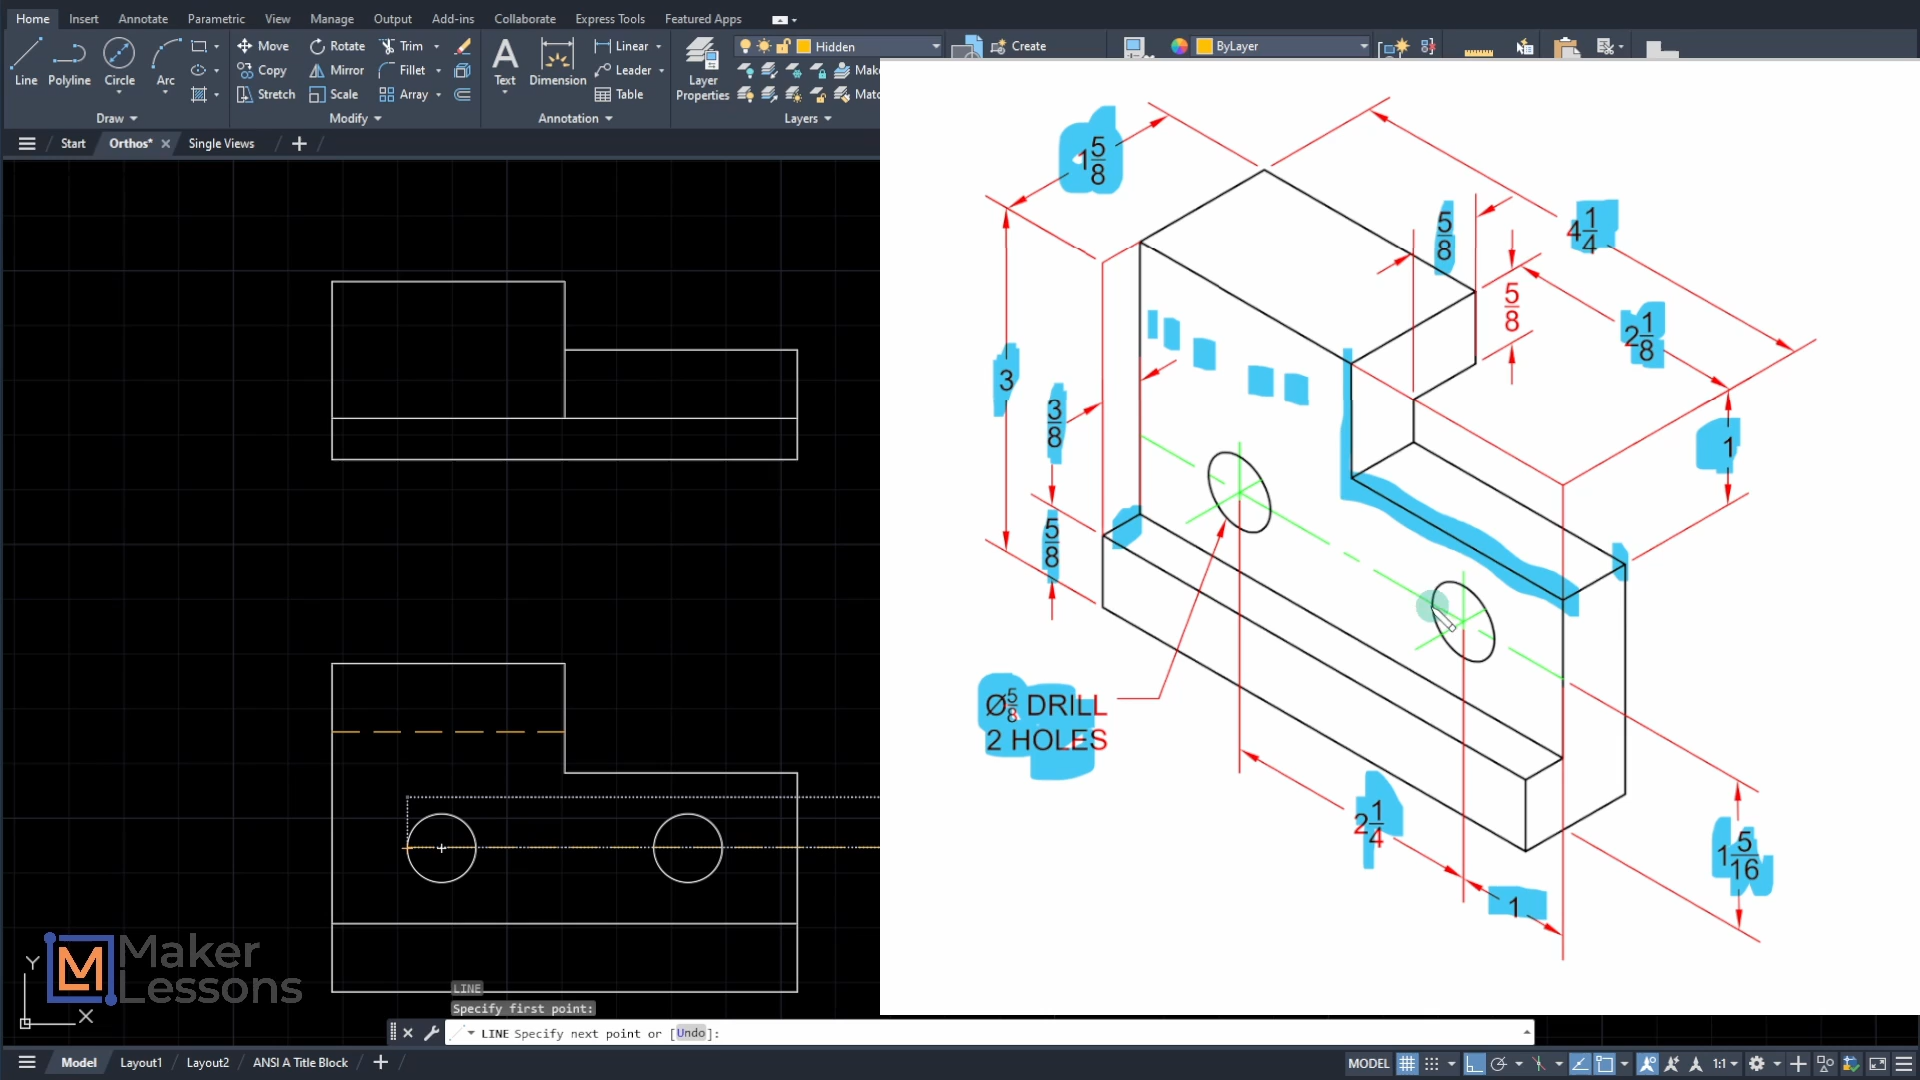 Home Insert Annotate Parametric View Manage Output Add-ins Collaborate Express Tools Featured Apps
Line Polyline Circle Arc
Move Rotate Trim
Copy Mirror Fillet
Stretch Scale Array
Text Dimension
Linear
Leader
Table
Layer Properties
Hidden
Create
ByLayer
Draw Modify Annotation Layers
Start Orthos* Single Views
1 5/8
5/8
4 1/4
5/8
2 1/8
3
3/8
1
5/8
Ø5/8 DRILL
2 HOLES
2 1/4
1 5/16
1
Y
X
M
Maker
Lessons
LINE
Specify first point:
LINE Specify next point or [Undo]:
Model Layout1 Layout2 ANSI A Title Block
MODEL 1:1